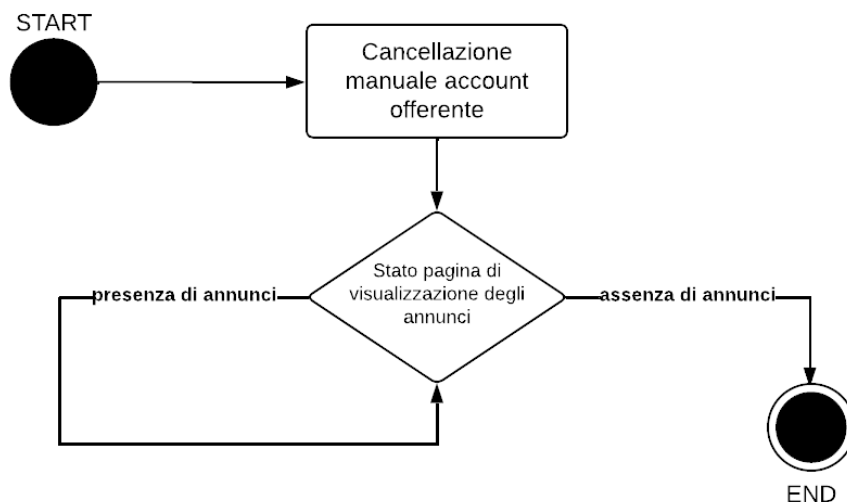 START
Cancellazione
manuale account
offerente
Stato pagina di
visualizzazione degli
annunci
presenza di annunci
assenza di annunci
END